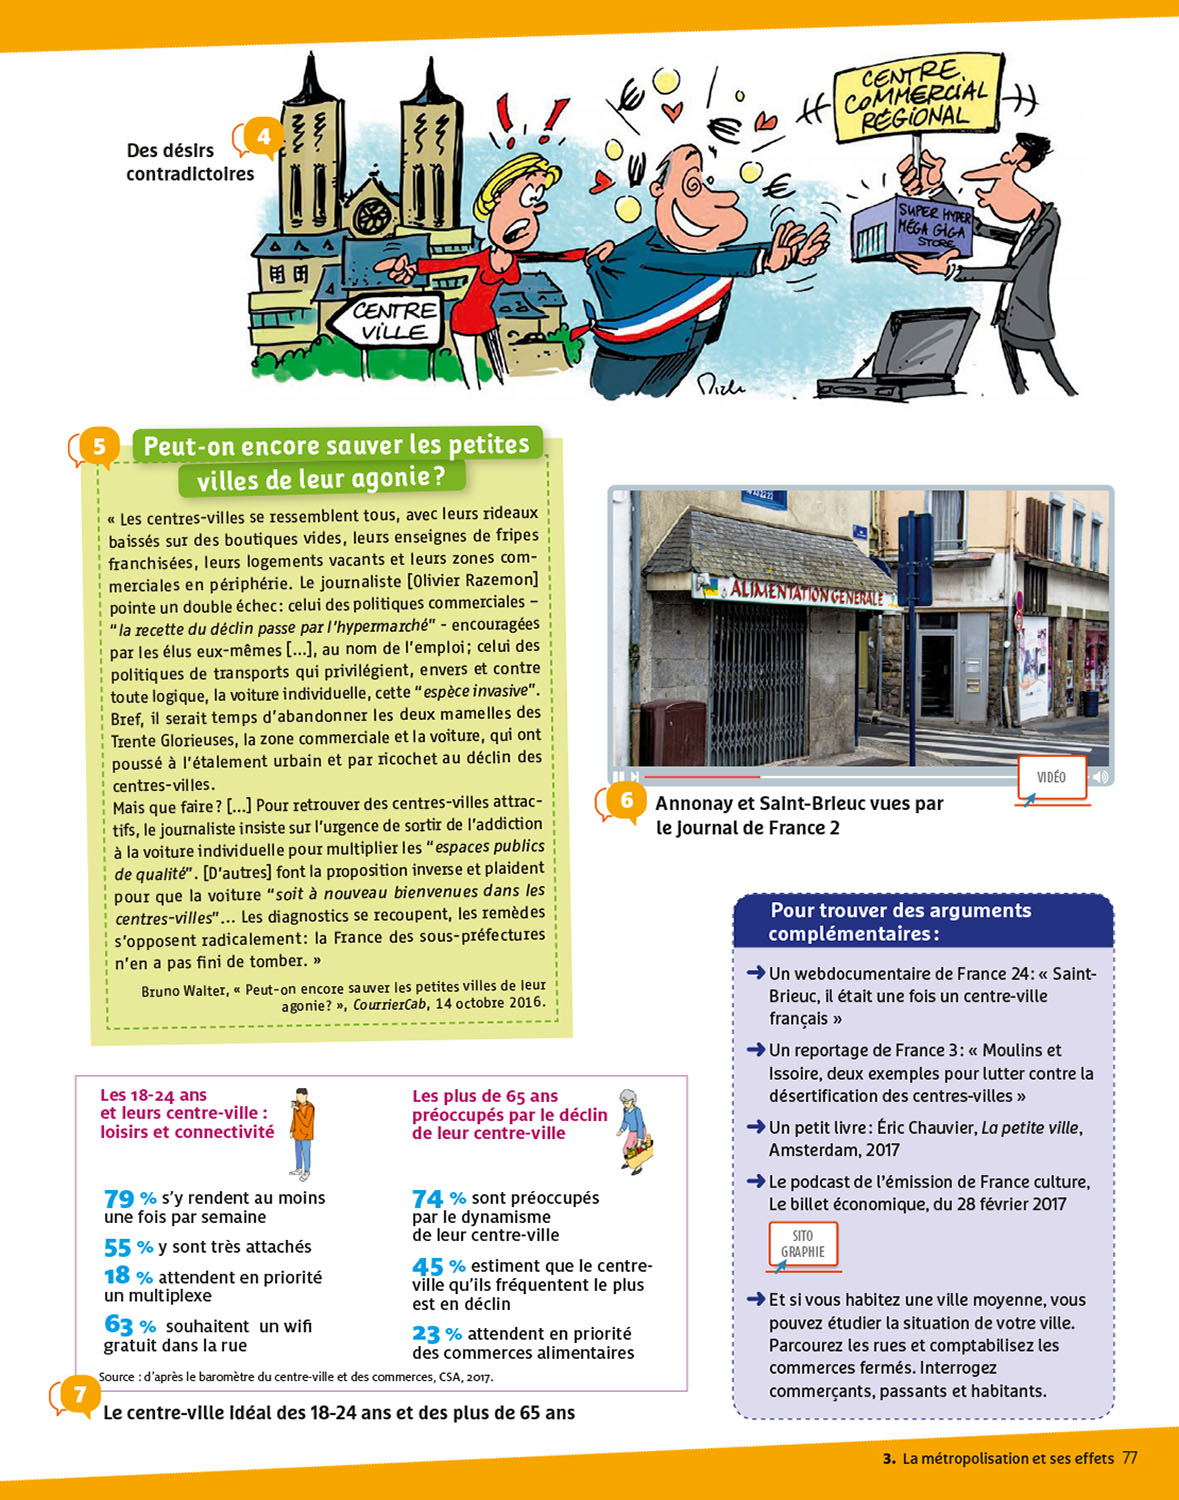 4
Des désirs
contradictoires
CENTRE
COMMERCIAL
RÉGIONAL
SUPER HYPER
MÉGA GIGA
STORE
CENTRE
VILLE
5
Peut-on encore sauver les petites
villes de leur agonie ?
« Les centres-villes se ressemblent tous, avec leurs rideaux
baissés sur des boutiques vides, leurs enseignes de fripes
franchisées, leurs logements vacants et leurs zones com-
merciales en périphérie. Le journaliste [Olivier Razemon]
pointe un double échec : celui des politiques commerciales –
“la recette du déclin passe par l’hypermarché” - encouragées
par les élus eux-mêmes [...], au nom de l’emploi ; celui des
politiques de transports qui privilégient, envers et contre
toute logique, la voiture individuelle, cette “espèce invasive”.
Bref, il serait temps d’abandonner les deux mamelles des
Trente Glorieuses, la zone commerciale et la voiture, qui ont
poussé à l’étalement urbain et par ricochet au déclin des
centres-villes.
Mais que faire ? [...] Pour retrouver des centres-villes attrac-
tifs, le journaliste insiste sur l’urgence de sortir de l’addiction
à la voiture individuelle pour multiplier les “espaces publics
de qualité”. [D’autres] font la proposition inverse et plaident
pour que la voiture “soit à nouveau bienvenues dans les
centres-villes”... Les diagnostics se recoupent, les remèdes
s’opposent radicalement : la France des sous-préfectures
n’en a pas fini de tomber. »
Bruno Walter, « Peut-on encore sauver les petites villes de leur
agonie ? », CourrierCab, 14 octobre 2016.
ALIMENTATION GENERALE
VIDÉO
6
Annonay et Saint-Brieuc vues par
le journal de France 2
Pour trouver des arguments
complémentaires :
➜ Un webdocumentaire de France 24 : « Saint-
Brieuc, il était une fois un centre-ville
français »
➜ Un reportage de France 3 : « Moulins et
Issoire, deux exemples pour lutter contre la
désertification des centres-villes »
➜ Un petit livre : Éric Chauvier, La petite ville,
Amsterdam, 2017
➜ Le podcast de l’émission de France culture,
Le billet économique, du 28 février 2017
SITO
GRAPHIE
➜ Et si vous habitez une ville moyenne, vous
pouvez étudier la situation de votre ville.
Parcourez les rues et comptabilisez les
commerces fermés. Interrogez
commerçants, passants et habitants.
Les 18-24 ans
et leurs centre-ville :
loisirs et connectivité
79 % s’y rendent au moins
une fois par semaine
55 % y sont très attachés
18 % attendent en priorité
un multiplexe
63 % souhaitent un wifi
gratuit dans la rue
Les plus de 65 ans
préoccupés par le déclin
de leur centre-ville
74 % sont préoccupés
par le dynamisme
de leur centre-ville
45 % estiment que le centre-
ville qu’ils fréquentent le plus
est en déclin
23 % attendent en priorité
des commerces alimentaires
Source : d’après le baromètre du centre-ville et des commerces, CSA, 2017.
7
Le centre-ville idéal des 18-24 ans et des plus de 65 ans
3. La métropolisation et ses effets 77